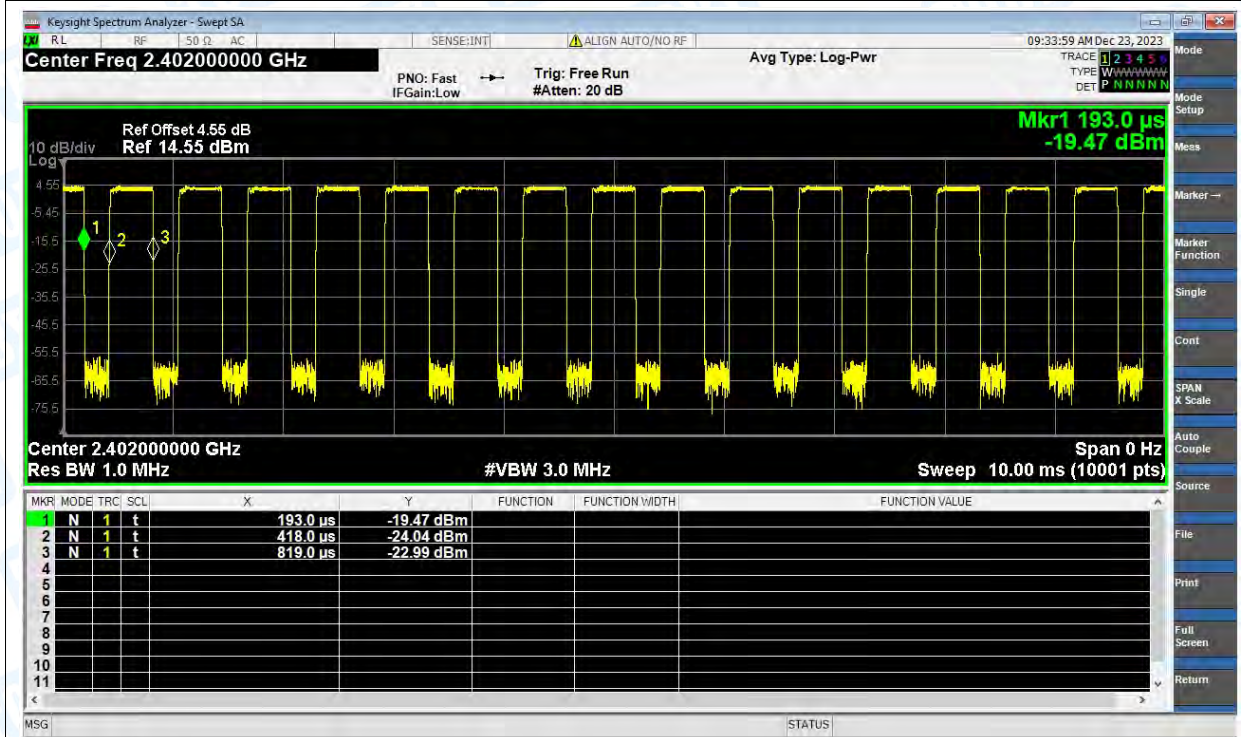 Keysight Spectrum Analyzer - Swept SA
LXI RL RF 50 Ω AC SENSE:INT ALIGN AUTO/NO RF 09:33:59 AM Dec 23, 2023
Center Freq 2.402000000 GHz
PNO: Fast
IFGain:Low
Trig: Free Run
#Atten: 20 dB
Avg Type: Log-Pwr
TRACE 1 2 3 4 5 6
TYPE WWWWWW
DET P N N N N N
Ref Offset 4.55 dB
Ref 14.55 dBm
10 dB/div
Log
Mkr1 193.0 µs
-19.47 dBm
4.55
-5.45
-15.5
-25.5
-35.5
-45.5
-55.5
-65.5
-75.5
1
2
3
Center 2.402000000 GHz
Span 0 Hz
Res BW 1.0 MHz
#VBW 3.0 MHz
Sweep 10.00 ms (10001 pts)
MKR MODE TRC SCL X Y FUNCTION FUNCTION WIDTH FUNCTION VALUE
1 N 1 t 193.0 µs -19.47 dBm
2 N 1 t 418.0 µs -24.04 dBm
3 N 1 t 819.0 µs -22.99 dBm
4
5
6
7
8
9
10
11
MSG
STATUS
Mode
Mode
Setup
Meas
Marker→
Marker
Function
Single
Cont
SPAN
X Scale
Auto
Couple
Source
File
Print
Full
Screen
Return